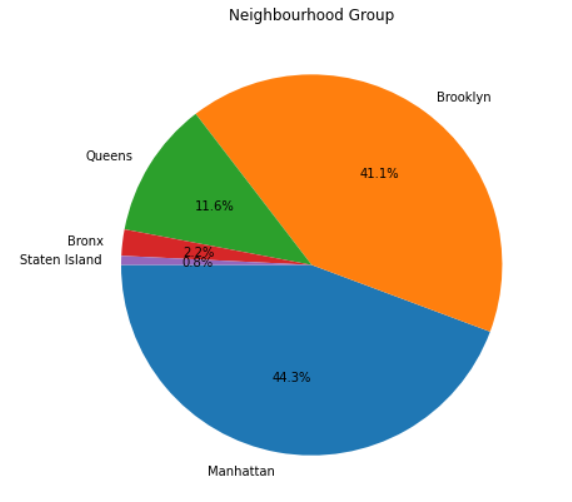 Neighbourhood Group
Brooklyn
41.1%
Queens
11.6%
Bronx
2.2%
Staten Island
0.8%
44.3%
Manhattan